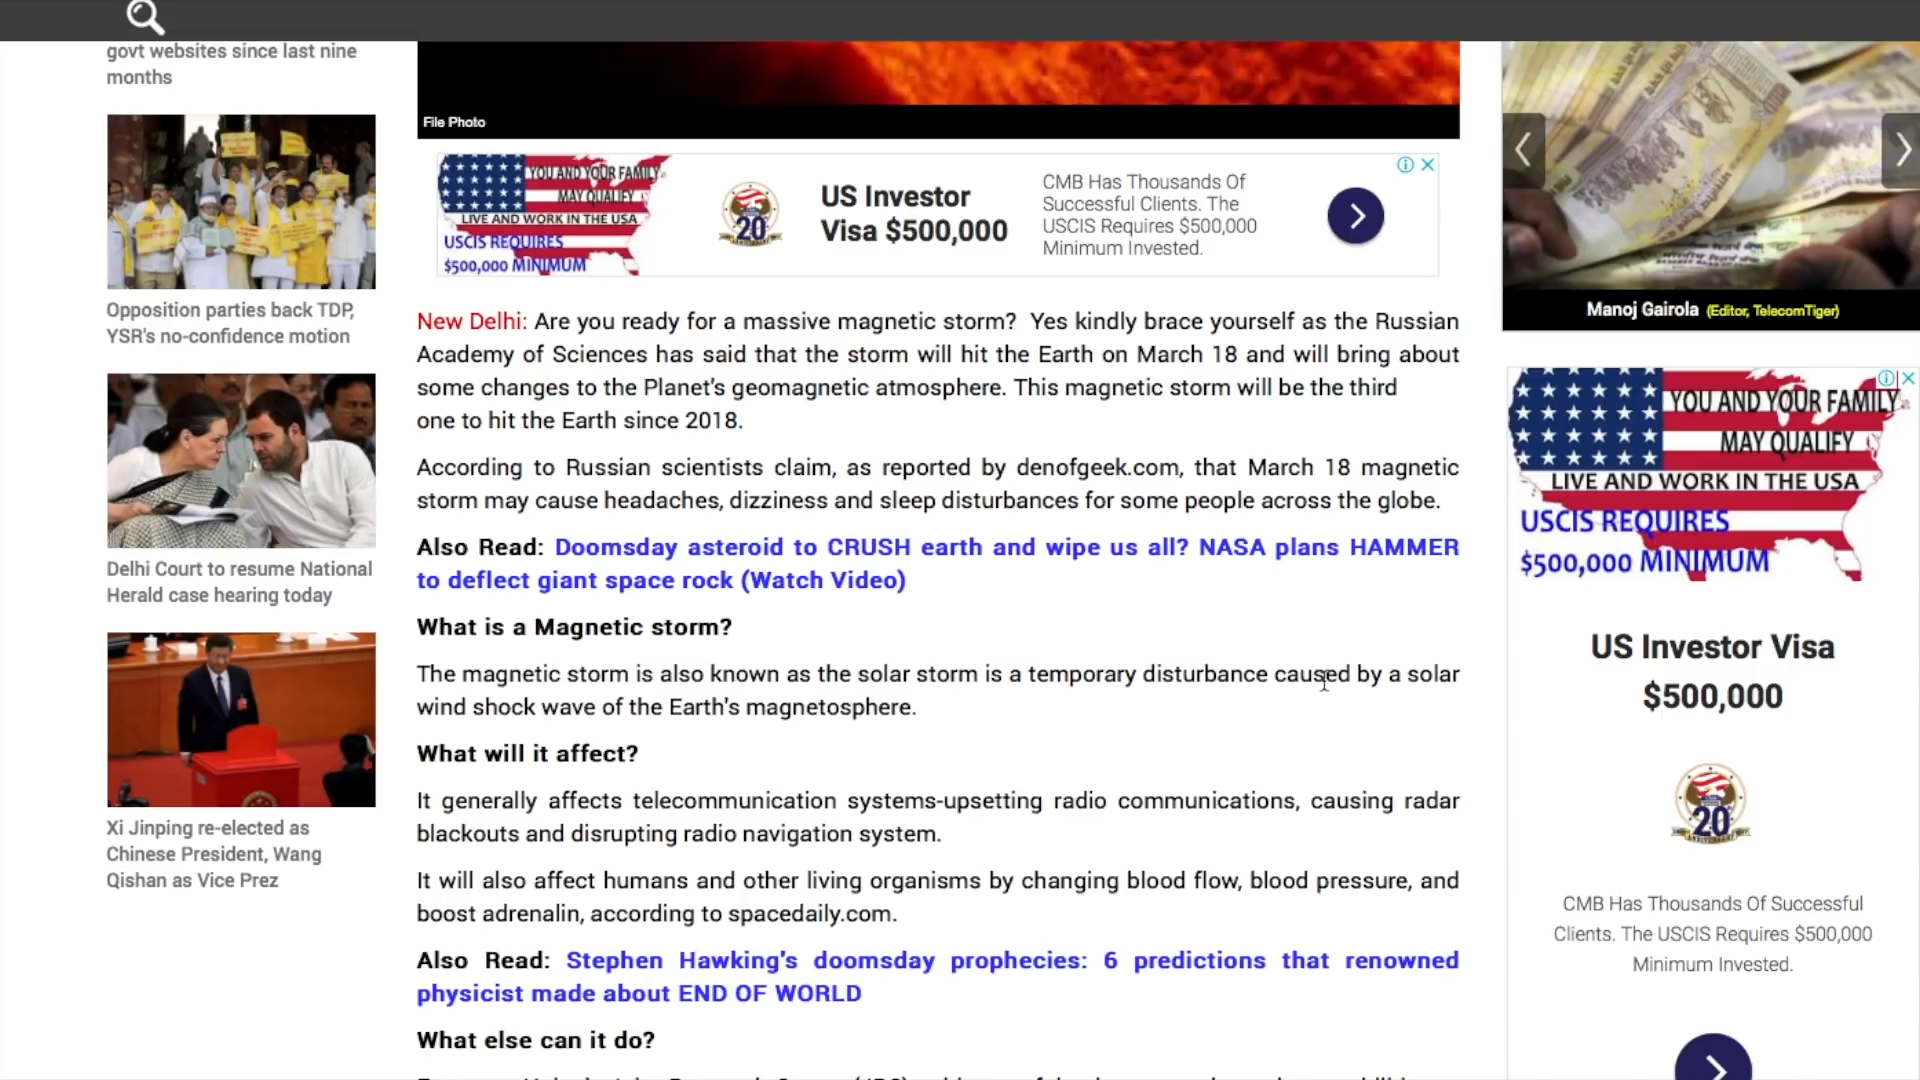 govt websites since last nine
months
Opposition parties back TDP,
YSR's no-confidence motion
Delhi Court to resume National
Herald case hearing today
Xi Jinping re-elected as
Chinese President, Wang
Qishan as Vice Prez
File Photo
YOU AND YOUR FAMILY
MAY QUALIFY
LIVE AND WORK IN THE USA
USCIS REQUIRES
$500,000 MINIMUM
20
US Investor
Visa $500,000
CMB Has Thousands Of
Successful Clients. The
USCIS Requires $500,000
Minimum Invested.
New Delhi: Are you ready for a massive magnetic storm? Yes kindly brace yourself as the Russian
Academy of Sciences has said that the storm will hit the Earth on March 18 and will bring about
some changes to the Planet's geomagnetic atmosphere. This magnetic storm will be the third
one to hit the Earth since 2018.
According to Russian scientists claim, as reported by denofgeek.com, that March 18 magnetic
storm may cause headaches, dizziness and sleep disturbances for some people across the globe.
Also Read: Doomsday asteroid to CRUSH earth and wipe us all? NASA plans HAMMER
to deflect giant space rock (Watch Video)
What is a Magnetic storm?
The magnetic storm is also known as the solar storm is a temporary disturbance caused by a solar
wind shock wave of the Earth's magnetosphere.
What will it affect?
It generally affects telecommunication systems-upsetting radio communications, causing radar
blackouts and disrupting radio navigation system.
It will also affect humans and other living organisms by changing blood flow, blood pressure, and
boost adrenalin, according to spacedaily.com.
Also Read: Stephen Hawking's doomsday prophecies: 6 predictions that renowned
physicist made about END OF WORLD
What else can it do?
Manoj Gairola (Editor, TelecomTiger)
YOU AND YOUR FAMILY
MAY QUALIFY
LIVE AND WORK IN THE USA
USCIS REQUIRES
$500,000 MINIMUM
US Investor Visa
$500,000
20
CMB Has Thousands Of Successful
Clients. The USCIS Requires $500,000
Minimum Invested.